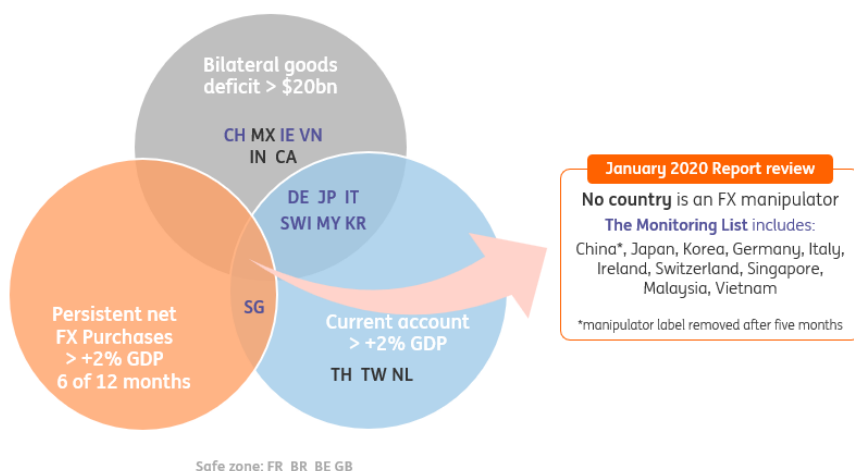 Bilateral goods
deficit > $20bn
CH MX IE VN
IN CA
DE JP IT
SWI MY KR
SG
Persistent net
FX Purchases
> +2% GDP
6 of 12 months
Current account
> +2% GDP
TH TW NL
January 2020 Report review
No country is an FX manipulator
The Monitoring List includes:
China*, Japan, Korea, Germany, Italy,
Ireland, Switzerland, Singapore,
Malaysia, Vietnam
*manipulator label removed after five months
Safe zone: FR BR BE GB